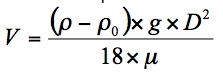 V = (ρ − ρ₀) × g × D² / 18 × μ